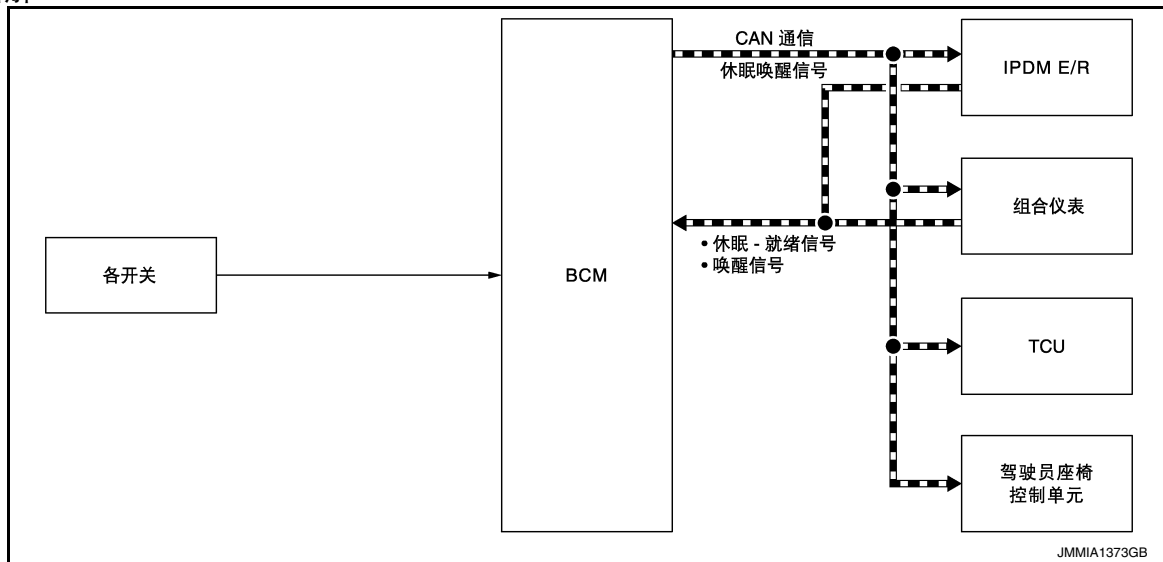 CAN 通信
休眠唤醒信号
IPDM E/R
组合仪表
• 休眠 - 就绪信号
• 唤醒信号
各开关
BCM
TCU
驾驶员座椅
控制单元
JMMIA1373GB